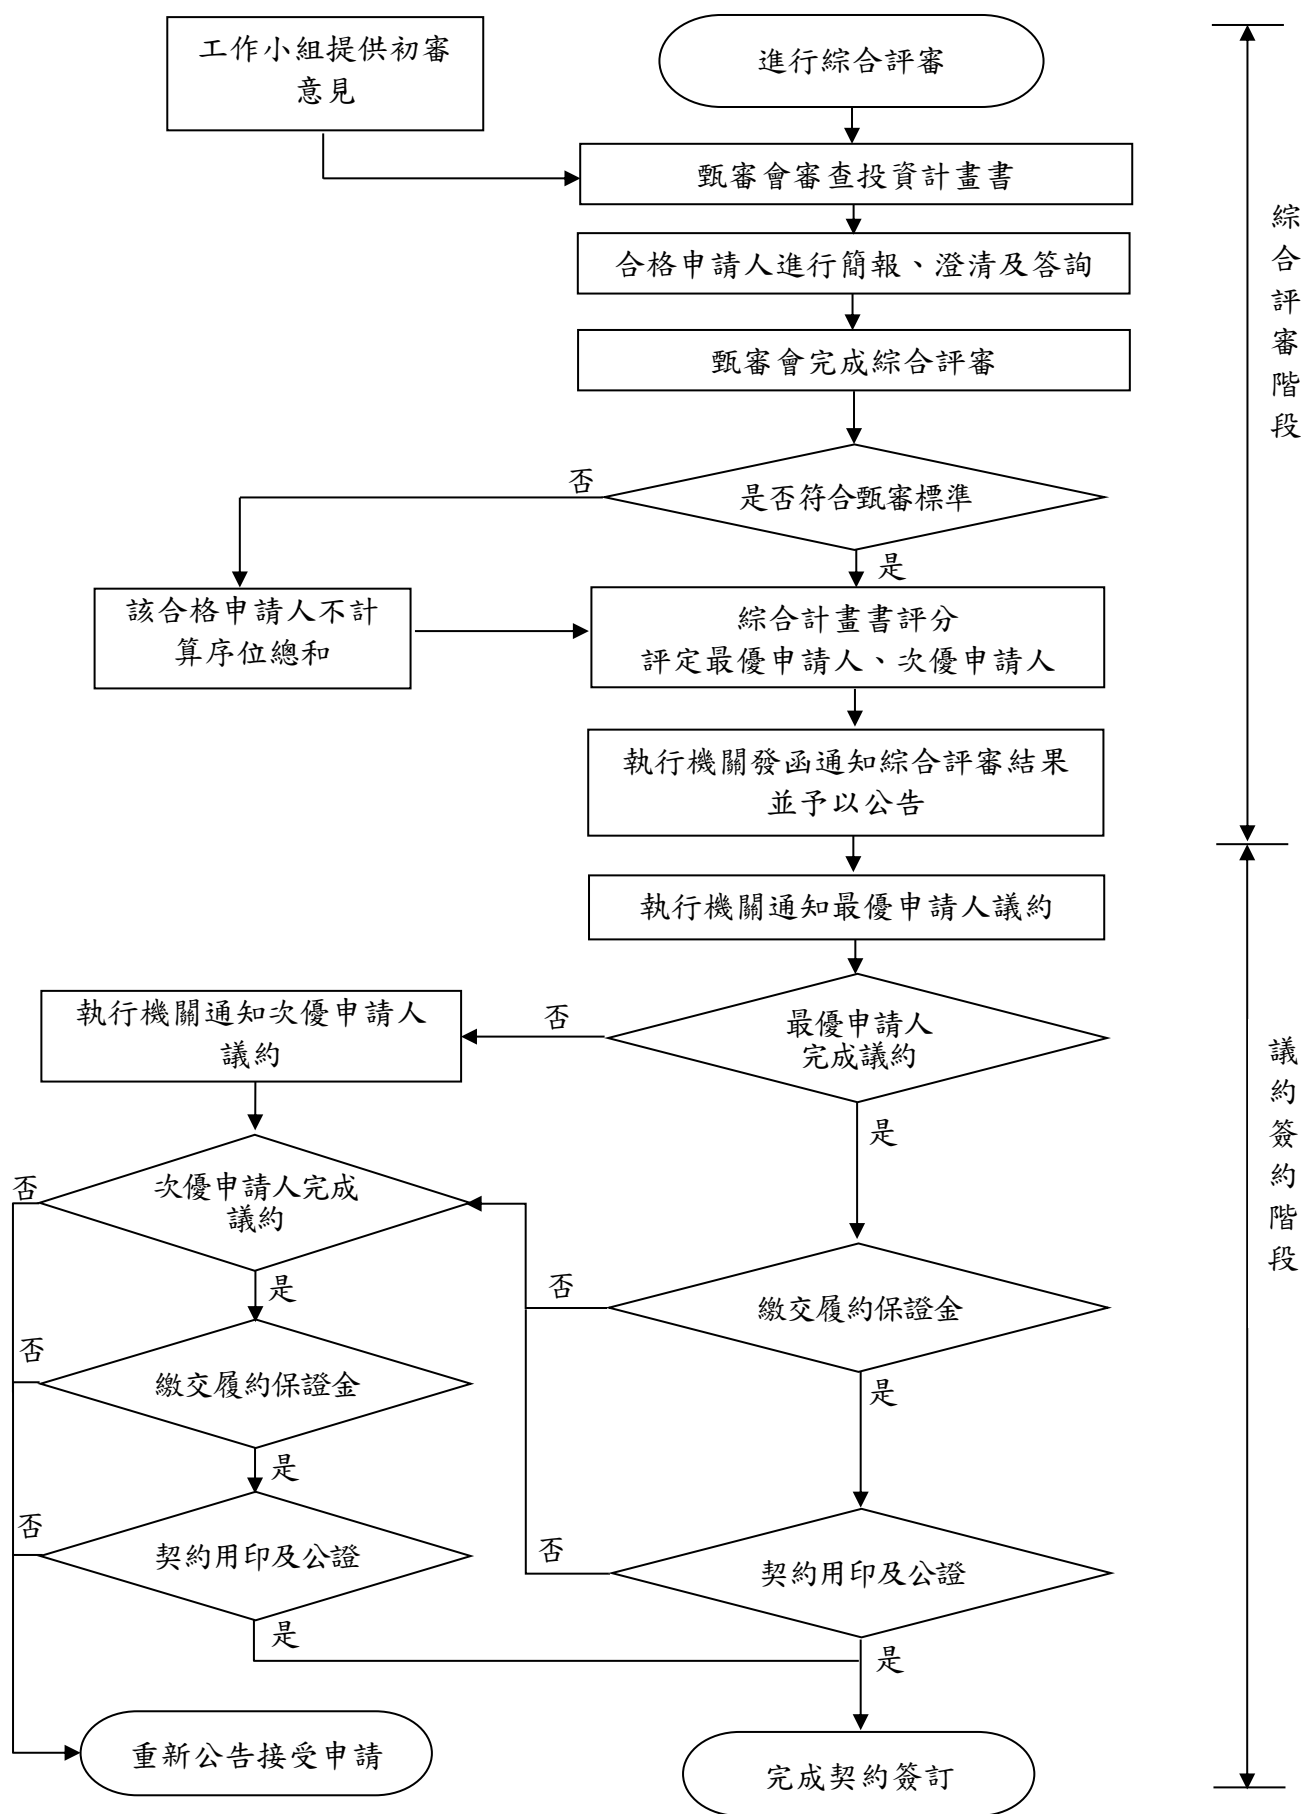 工作小組提供初審
意見
進行綜合評審
甄審會審查投資計畫書
合格申請人進行簡報、澄清及答詢
甄審會完成綜合評審
綜合評審階段
否
是否符合甄審標準
是
該合格申請人不計
算序位總和
綜合計畫書評分
評定最優申請人、次優申請人
執行機關發函通知綜合評審結果
並予以公告
執行機關通知最優申請人議約
執行機關通知次優申請人
議約
否
最優申請人
完成議約
是
議約簽約階段
否
次優申請人完成
議約
是
否
繳交履約保證金
否
繳交履約保證金
是
是
否
契約用印及公證
否
契約用印及公證
是
是
重新公告接受申請
完成契約簽訂